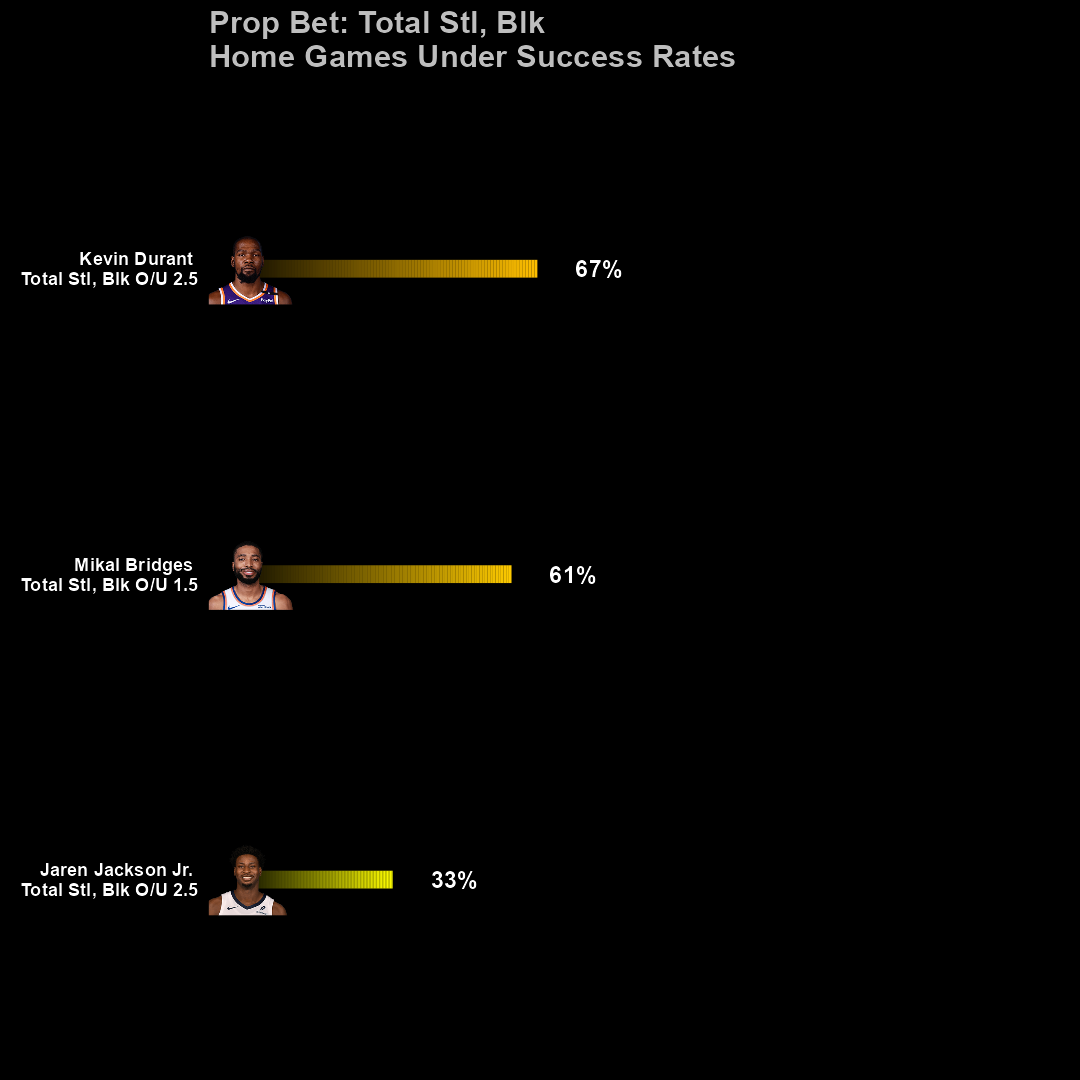 Prop Bet: Total Stl, Blk
Home Games Under Success Rates
Kevin Durant
Total Stl, Blk O/U 2.5
67%
Mikal Bridges
Total Stl, Blk O/U 1.5
61%
Jaren Jackson Jr.
Total Stl, Blk O/U 2.5
33%